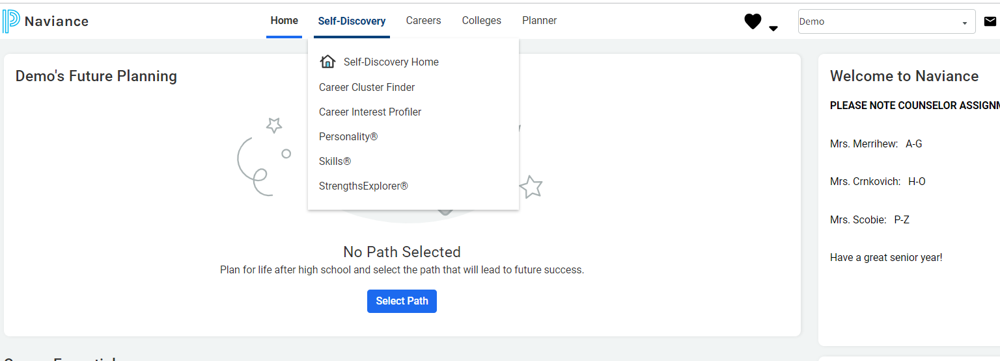 Naviance
Home
Self-Discovery
Careers
Colleges
Planner
Demo
Self-Discovery Home
Career Cluster Finder
Career Interest Profiler
Personality®
Skills®
StrengthsExplorer®
Demo's Future Planning
No Path Selected
Plan for life after high school and select the path that will lead to future success.
Select Path
Welcome to Naviance
PLEASE NOTE COUNSELOR
Mrs. Merrihew: A-G
Mrs. Crnkovich: H-O
Mrs. Scobie: P-Z
Have a great senior year!